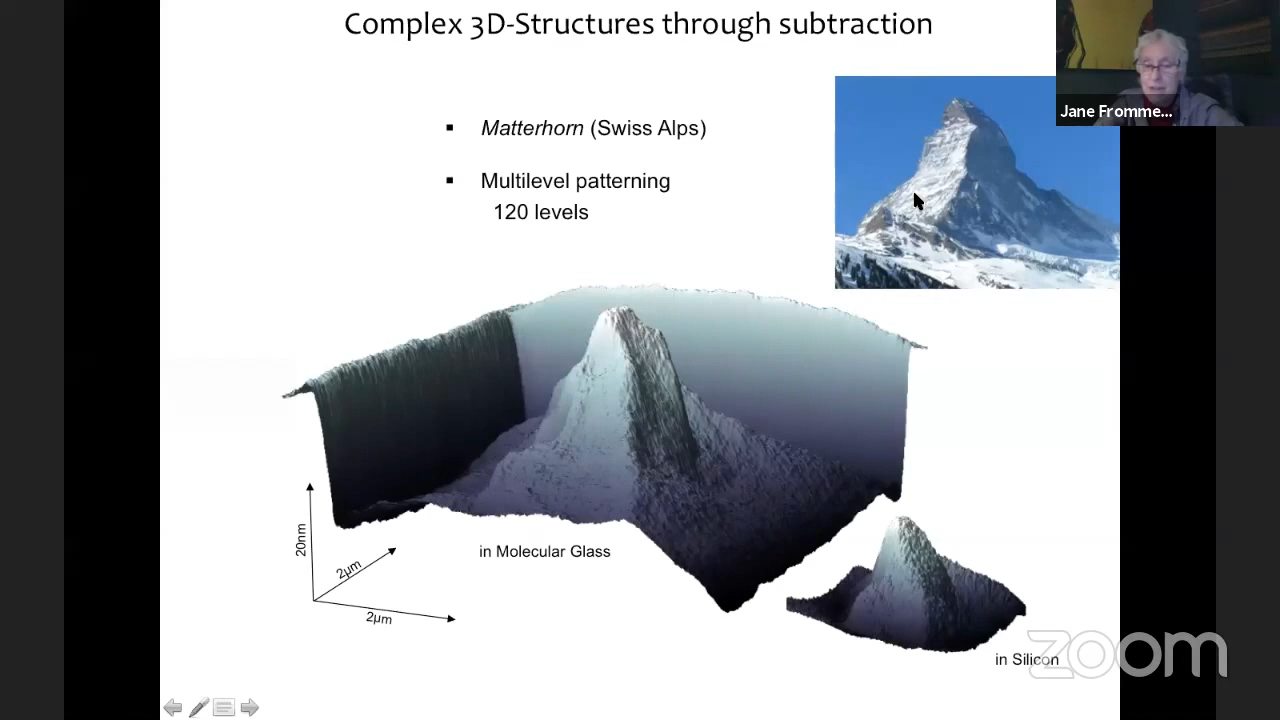 Complex 3D-Structures through subtraction
Jane Fromme...
Matterhorn (Swiss Alps)
Multilevel patterning
120 levels
20nm
2µm
2µm
in Molecular Glass
in Silicon
zoom